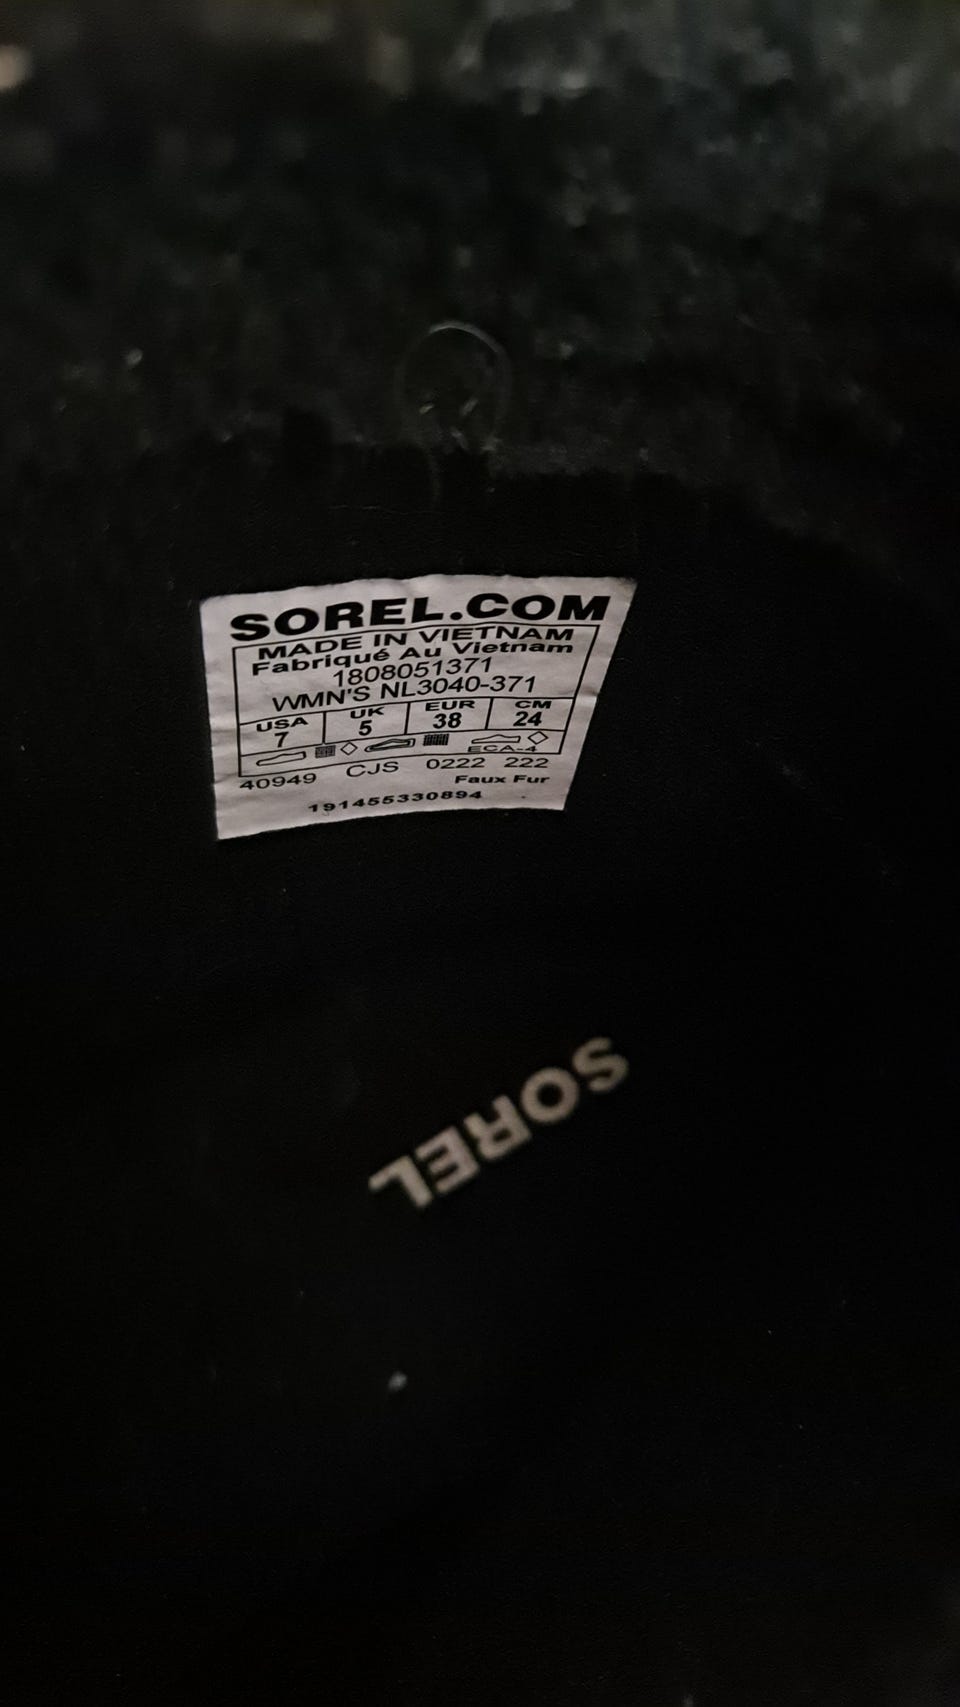 SOREL.COM
MADE IN VIETNAM
Fabriqué Au Vietnam
1808051371
WMN'S NL3040-371
USA UK EUR CM
7 5 38 24
ECA-4
40949 CJS 0222 222
Faux Fur
191455330894
SOREL